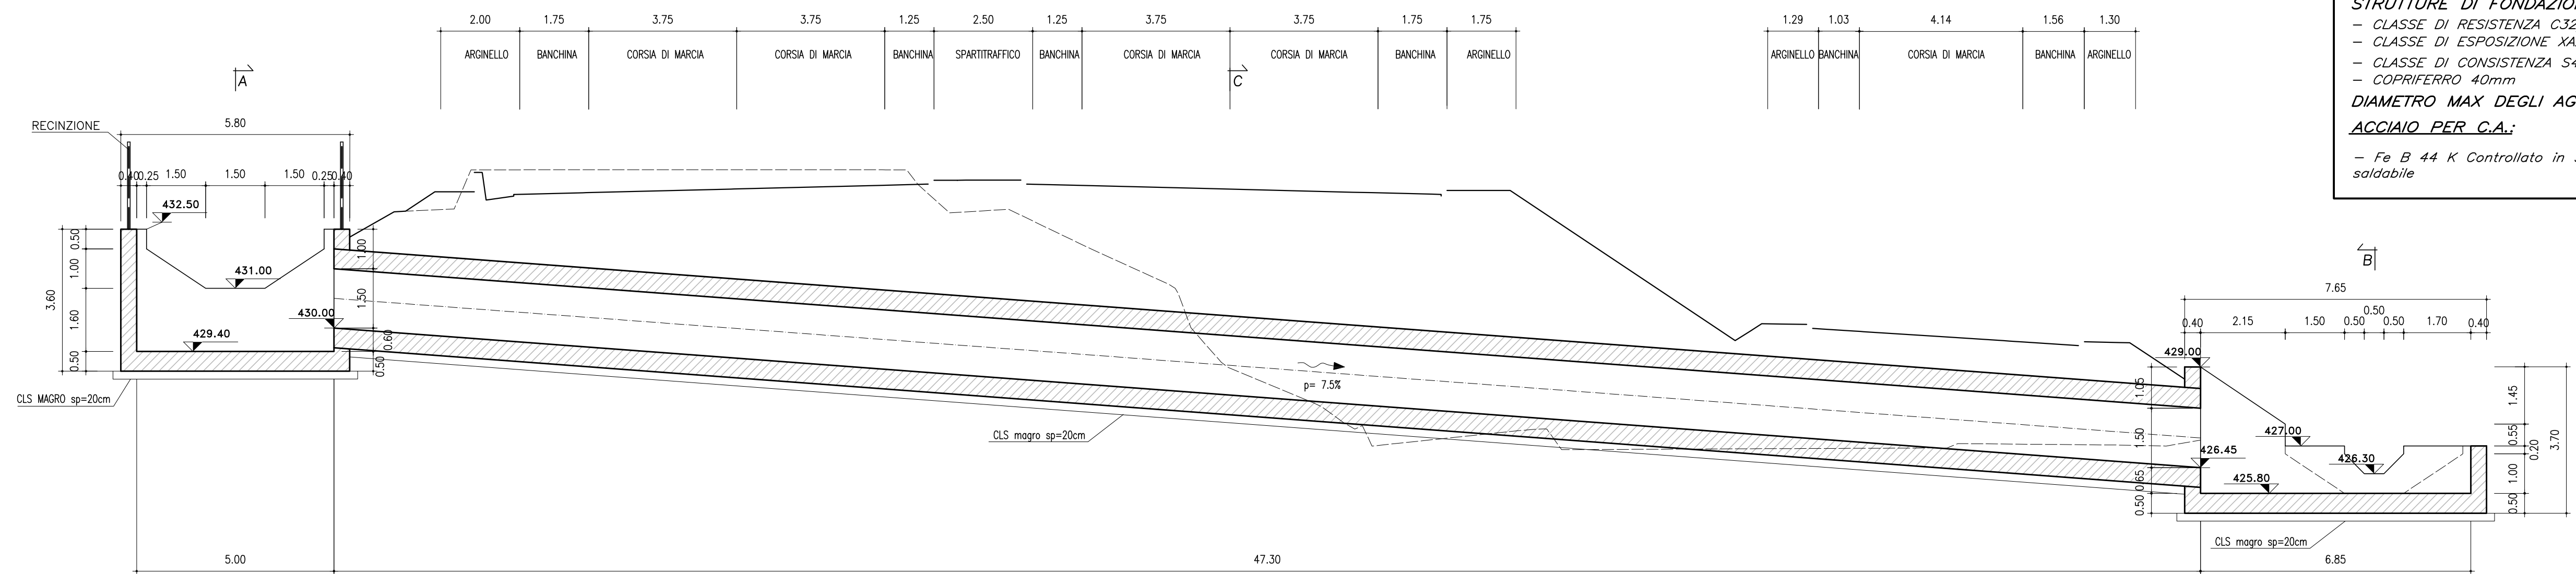 2.00 1.75 3.75 3.75 1.25 2.50 1.25 3.75 3.75 1.75 1.75
ARGINELLO BANCHINA CORSIA DI MARCIA CORSIA DI MARCIA BANCHINA SPARTITRAFFICO BANCHINA CORSIA DI MARCIA CORSIA DI MARCIA BANCHINA ARGINELLO
1.29 1.03 4.14 1.56 1.30
ARGINELLO BANCHINA CORSIA DI MARCIA BANCHINA ARGINELLO
STRUTTURE DI FONDAZION
– CLASSE DI RESISTENZA C32
– CLASSE DI ESPOSIZIONE XA
– CLASSE DI CONSISTENZA S4
– COPRIFERRO 40mm
DIAMETRO MAX DEGLI AG
ACCIAIO PER C.A.:
– Fe B 44 K Controllato in
saldabile
A
C
B
RECINZIONE
5.80
0.40 0.25 1.50 1.50 1.50 0.25 0.40
432.50
431.00
430.00
429.40
3.60
0.50
1.00
1.60
0.50
1.00
1.50
0.60
0.50
CLS MAGRO sp=20cm
p= 7.5%
CLS magro sp=20cm
7.65
0.40 2.15 1.50 0.50 0.50 0.50 1.70 0.40
429.00
427.00
426.45
426.30
425.80
1.05
1.50
0.65
0.50
1.45
0.55
0.20
1.00
0.50
3.70
CLS magro sp=20cm
5.00 47.30 6.85